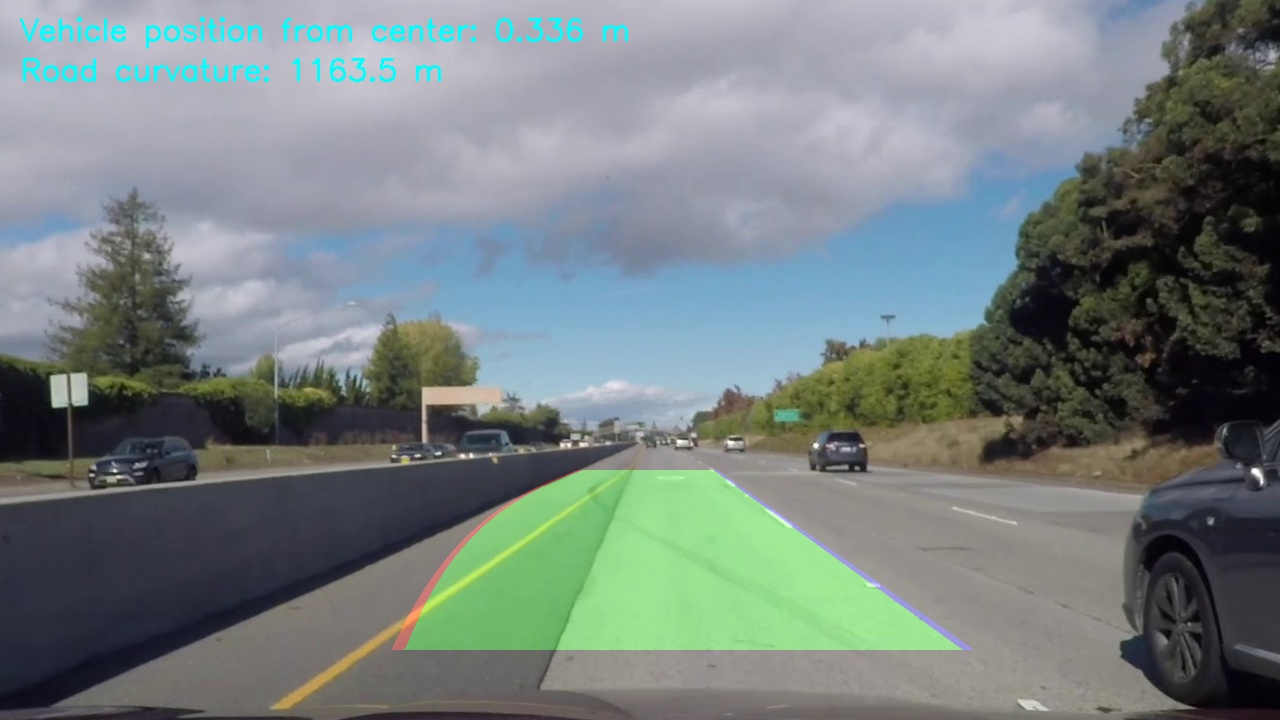 Vehicle position from center: 0.336 m
Road curvature: 1163.5 m